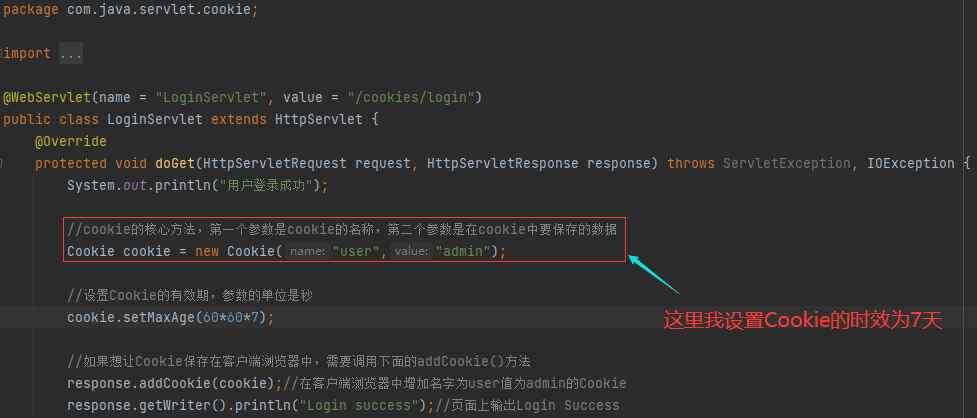 package com.java.servlet.cookie;
import ...
@WebServlet(name = "LoginServlet", value = "/cookies/login")
public class LoginServlet extends HttpServlet {
@Override
protected void doGet(HttpServletRequest request, HttpServletResponse response) throws ServletException, IOException {
System.out.println("用户登录成功");
//cookie的核心方法，第一个参数是cookie的名称，第二个参数是在cookie中要保存的数据
Cookie cookie = new Cookie( name: "user", value: "admin");
//设置Cookie的有效期，参数的单位是秒
cookie.setMaxAge(60*60*7);
这里我设置Cookie的时效为7天
//如果想让Cookie保存在客户端浏览器中，需要调用下面的addCookie()方法
response.addCookie(cookie);//在客户端浏览器中增加名字为user值为admin的Cookie
response.getWriter().println("Login success");//页面上输出Login Success